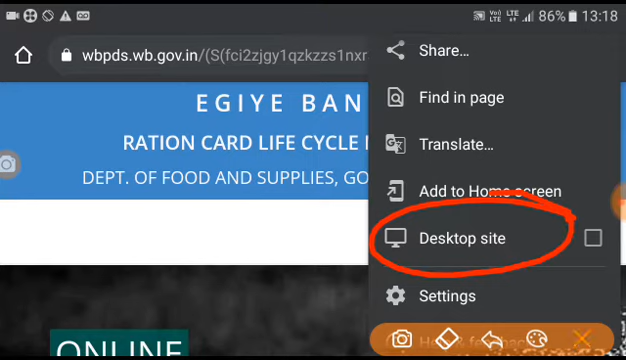 86% 13:18
wbpds.wb.gov.in/(S(fci2zjgy1qzkzzs1nxr
Share...
EGIYE BAN
Find in page
RATION CARD LIFE CYCLE
Translate...
DEPT. OF FOOD AND SUPPLIES, GO
Add to Home screen
Desktop site
Settings
ONLINE